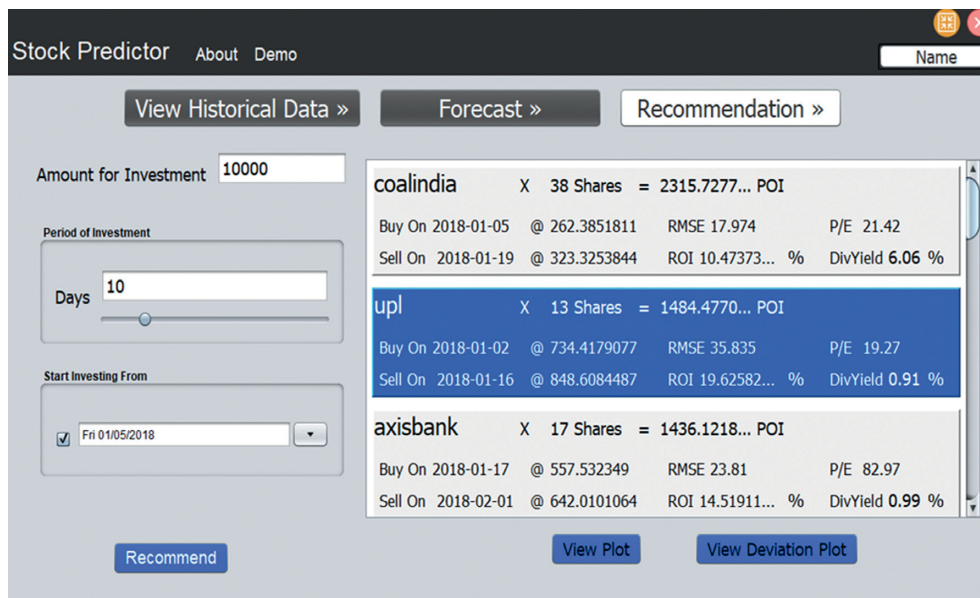 Stock Predictor About Demo
Name
View Historical Data » Forecast » Recommendation »
Amount for Investment 10000
Period of Investment
Days 10
Start Investing From
Fri 01/05/2018
Recommend
coalindia X 38 Shares = 2315.7277... POI
Buy On 2018-01-05 @ 262.3851811 RMSE 17.974 P/E 21.42
Sell On 2018-01-19 @ 323.3253844 ROI 10.47373... % DivYield 6.06 %
upl X 13 Shares = 1484.4770... POI
Buy On 2018-01-02 @ 734.4179077 RMSE 35.835 P/E 19.27
Sell On 2018-01-16 @ 848.6084487 ROI 19.62582... % DivYield 0.91 %
axisbank X 17 Shares = 1436.1218... POI
Buy On 2018-01-17 @ 557.532349 RMSE 23.81 P/E 82.97
Sell On 2018-02-01 @ 642.0101064 ROI 14.51911... % DivYield 0.99 %
View Plot View Deviation Plot